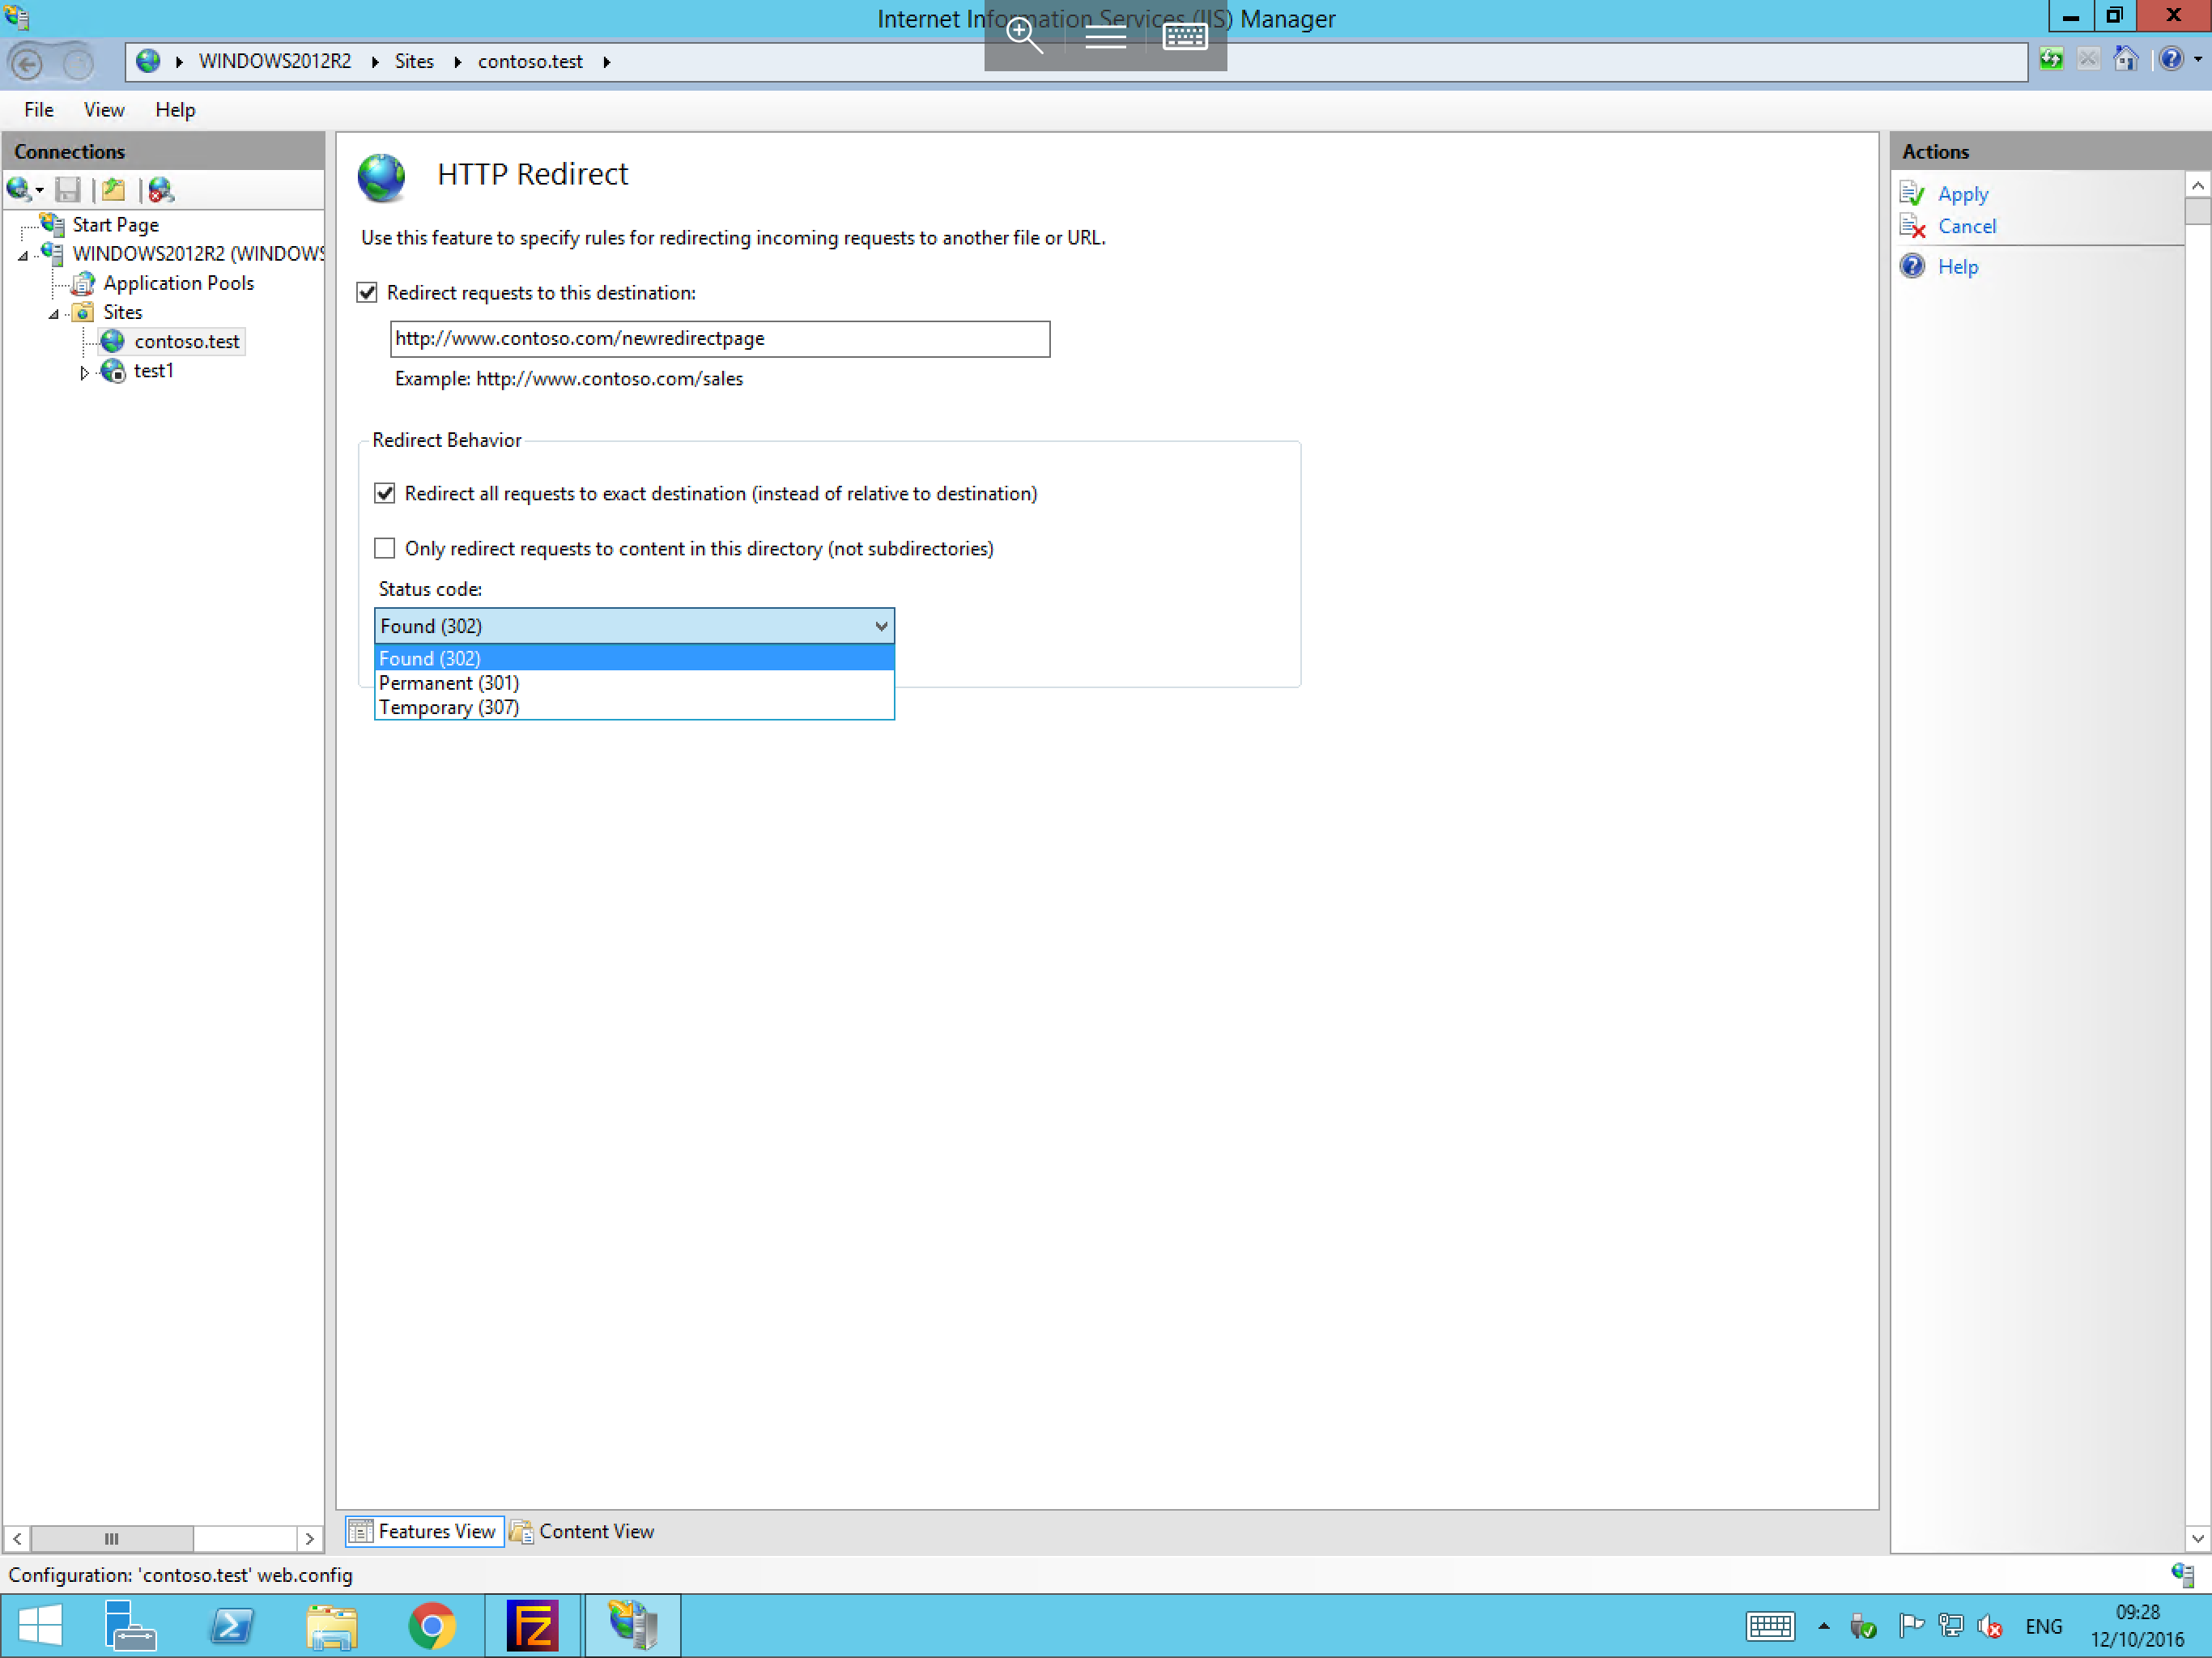 Internet Information Services (IIS) Manager
WINDOWS2012R2 Sites contoso.test
File View Help
Connections
Start Page
WINDOWS2012R2 (WINDOWS
Application Pools
Sites
contoso.test
test1
HTTP Redirect
Use this feature to specify rules for redirecting incoming requests to another file or URL.
Redirect requests to this destination:
http://www.contoso.com/newredirectpage
Example: http://www.contoso.com/sales
Redirect Behavior
Redirect all requests to exact destination (instead of relative to destination)
Only redirect requests to content in this directory (not subdirectories)
Status code:
Found (302)
Found (302)
Permanent (301)
Temporary (307)
Actions
Apply
Cancel
Help
Features View Content View
Configuration: 'contoso.test' web.config
FZ
ENG
09:28
12/10/2016